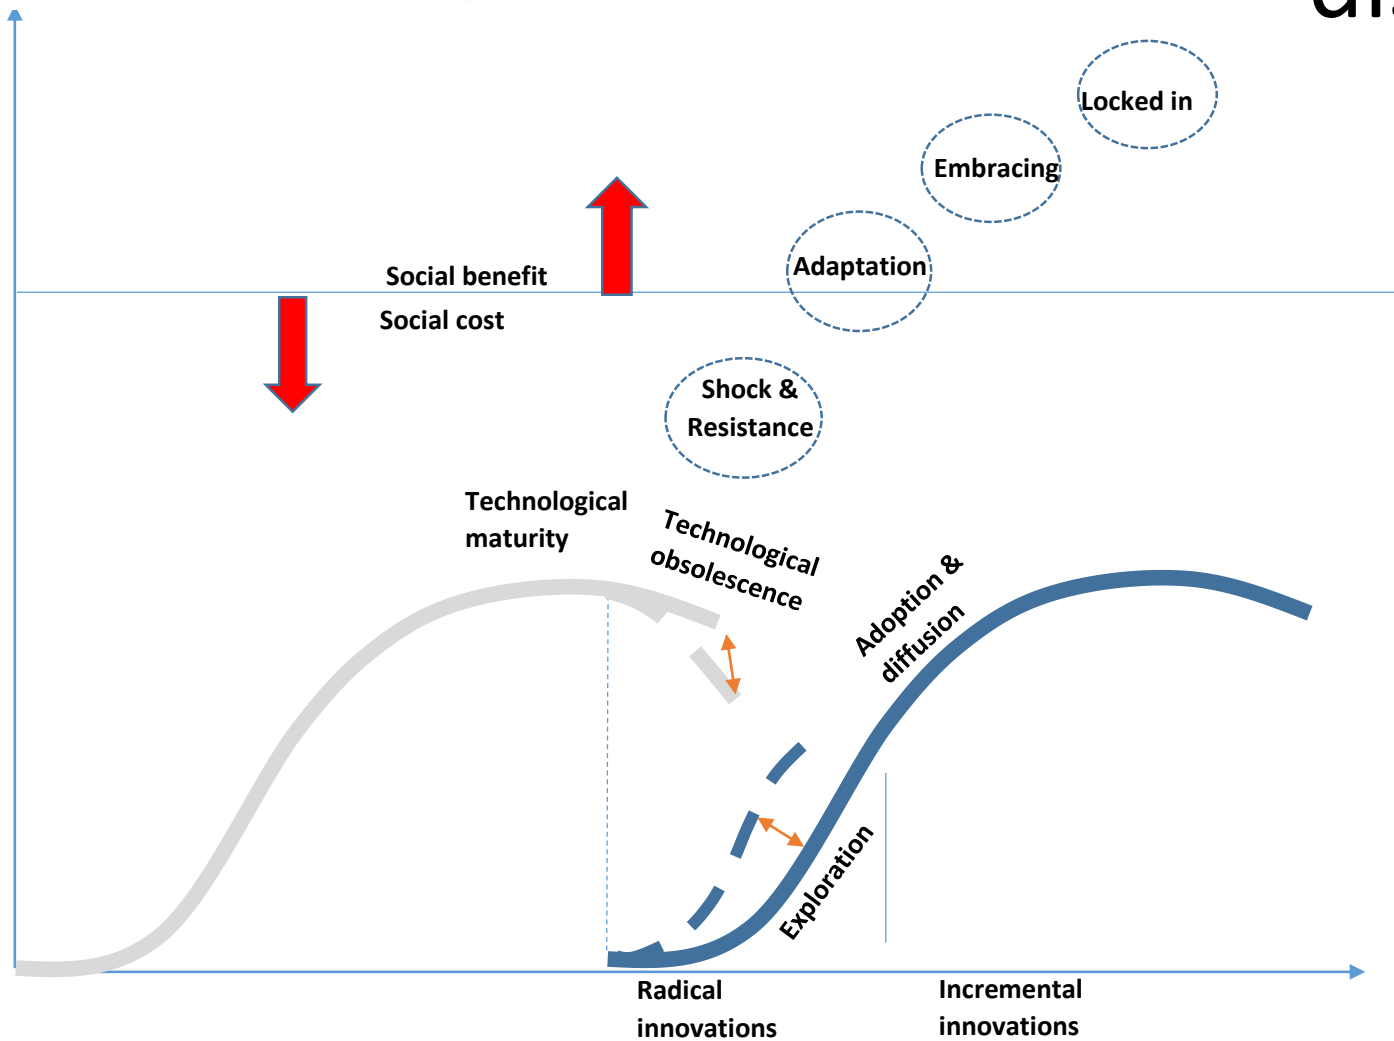 Locked in
Embracing
Adaptation
Social benefit
Social cost
Shock &
Resistance
Technological
maturity
Technological
obsolescence
Adoption &
diffusion
Exploration
Radical
innovations
Incremental
innovations